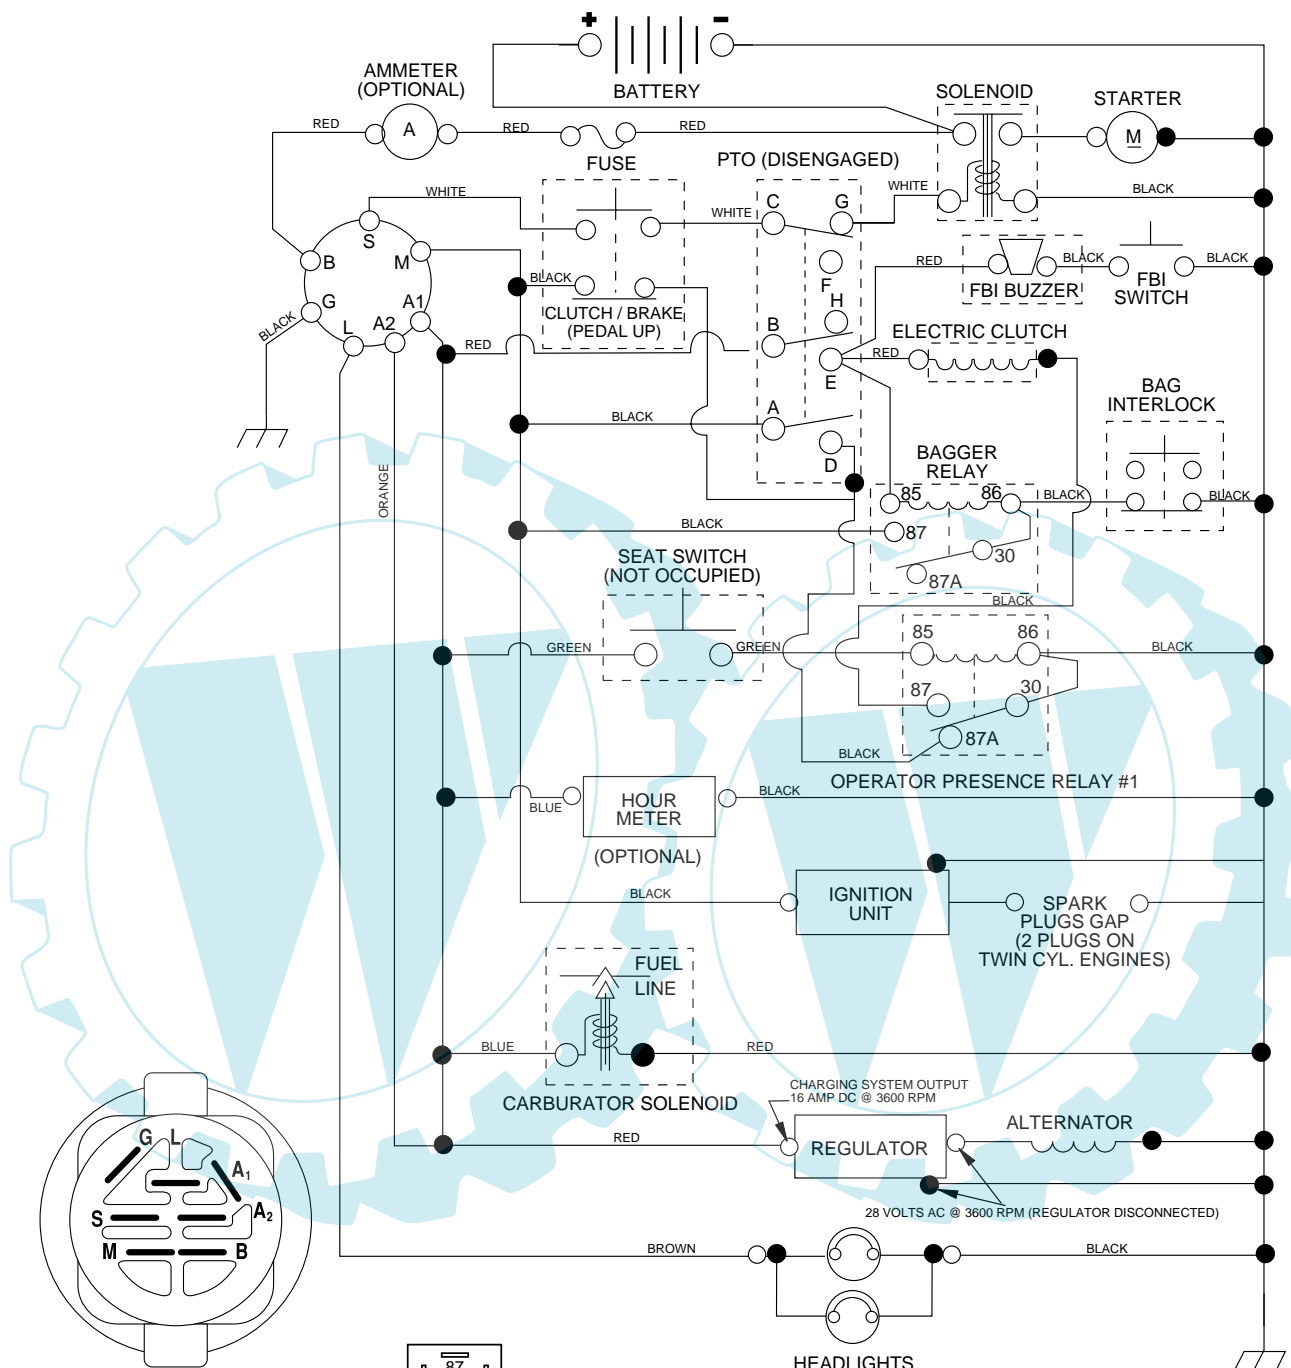 + −
BATTERY
AMMETER
(OPTIONAL)
SOLENOID
STARTER
RED
A
RED
RED
M
FUSE
PTO (DISENGAGED)
WHITE
WHITE
WHITE
BLACK
C
G
S
B
M
RED
BLACK
BLACK
F
FBI BUZZER
FBI
SWITCH
BLACK
G
A1
H
CLUTCH / BRAKE
(PEDAL UP)
BLACK
L
A2
B
ELECTRIC CLUTCH
RED
RED
E
BAG
INTERLOCK
A
BLACK
D
BAGGER
RELAY
ORANGE
85
86
BLACK
BLACK
BLACK
87
SEAT SWITCH
(NOT OCCUPIED)
30
87A
BLACK
85
86
GREEN
GREEN
BLACK
87
30
87A
BLACK
OPERATOR PRESENCE RELAY #1
BLUE
HOUR
METER
BLACK
(OPTIONAL)
BLACK
IGNITION
UNIT
SPARK
PLUGS GAP
(2 PLUGS ON
TWIN CYL. ENGINES)
FUEL
LINE
BLUE
RED
CARBURATOR SOLENOID
CHARGING SYSTEM OUTPUT
16 AMP DC @ 3600 RPM
ALTERNATOR
RED
REGULATOR
28 VOLTS AC @ 3600 RPM (REGULATOR DISCONNECTED)
G L
A1
S
A2
M
B
BROWN
BLACK
87
HEADLIGHTS